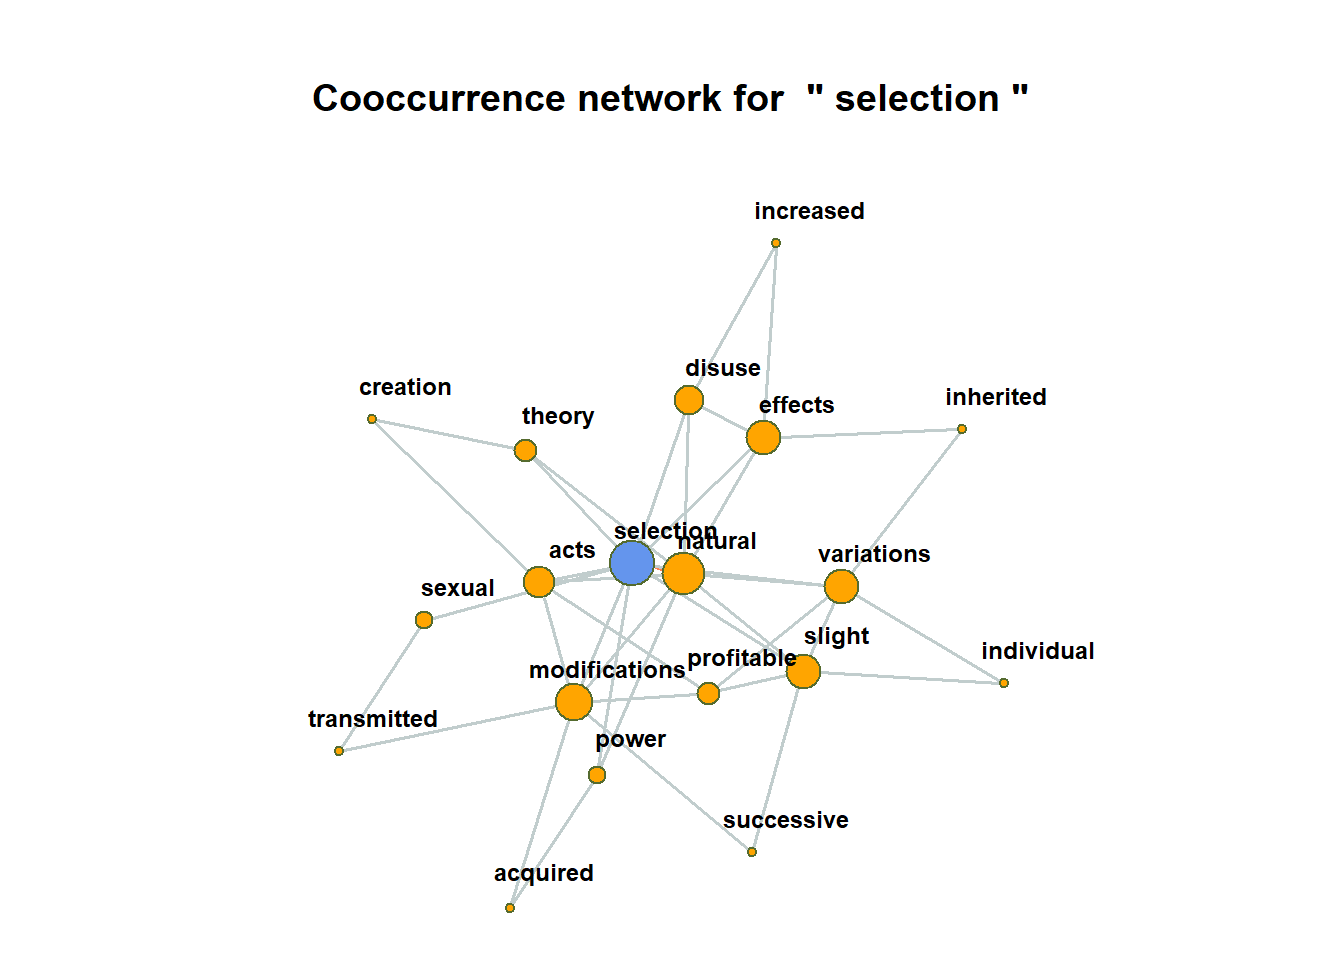 Cooccurrence network for " selection "
increased
disuse
creation
effects
inherited
theory
selection
natural
acts
variations
sexual
slight
individual
profitable
modifications
transmitted
power
successive
acquired